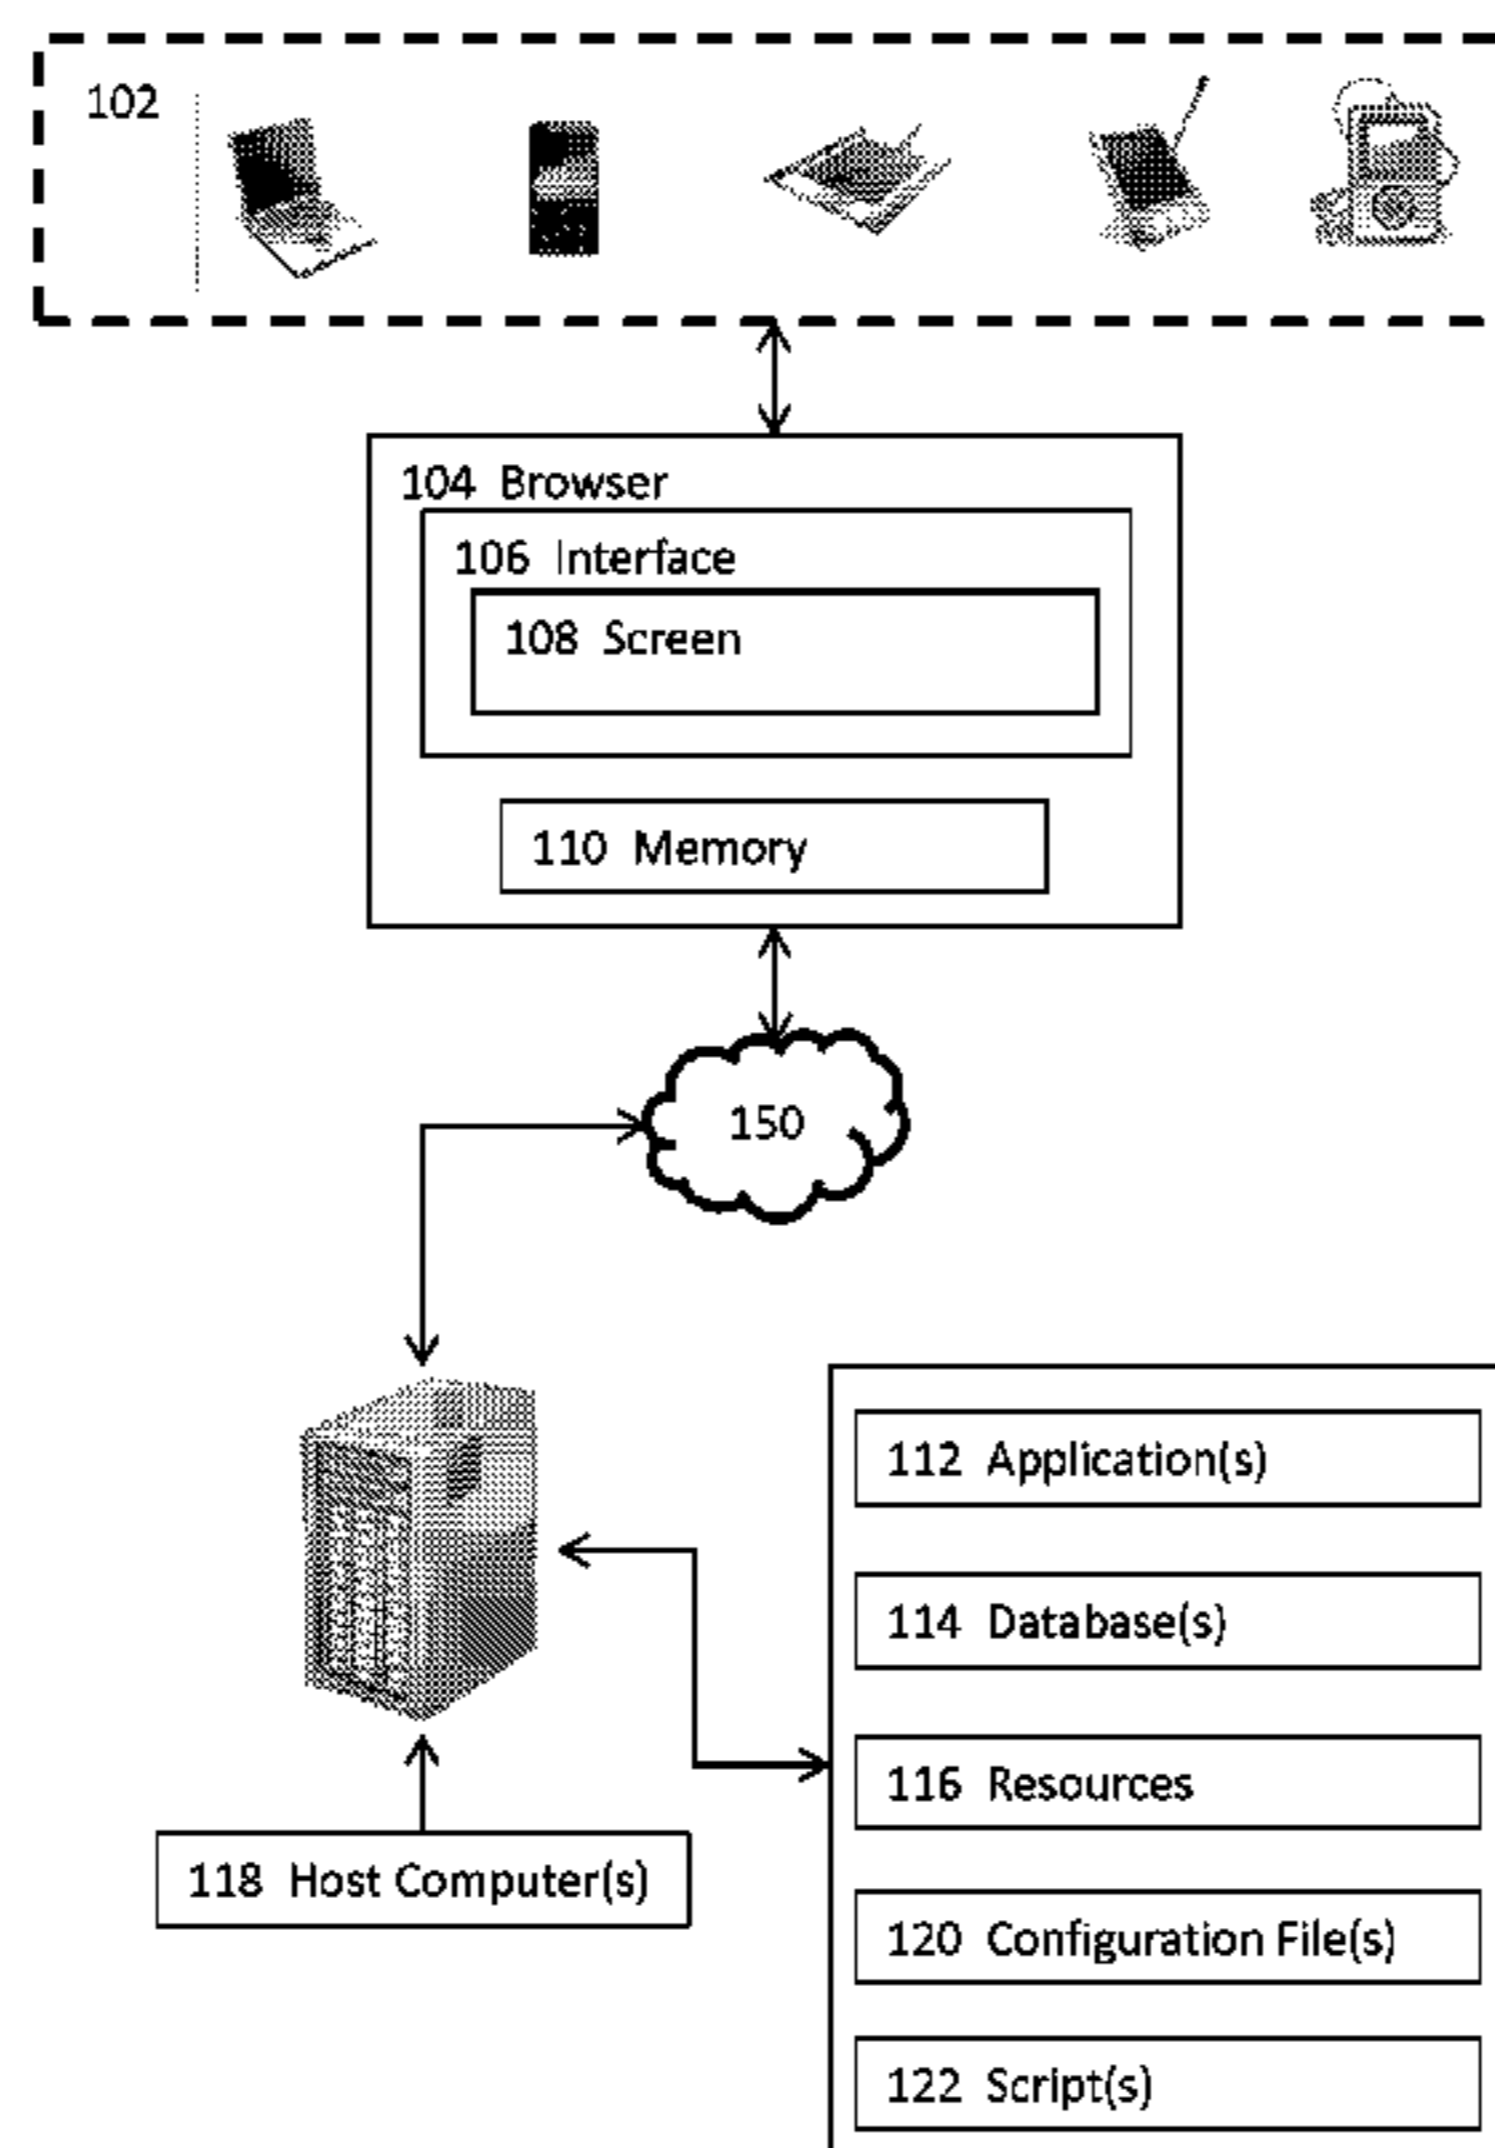 102
104 Browser
106 Interface
108 Screen
110 Memory
150
112 Application(s)
114 Database(s)
116 Resources
118 Host Computer(s)
120 Configuration File(s)
122 Script(s)